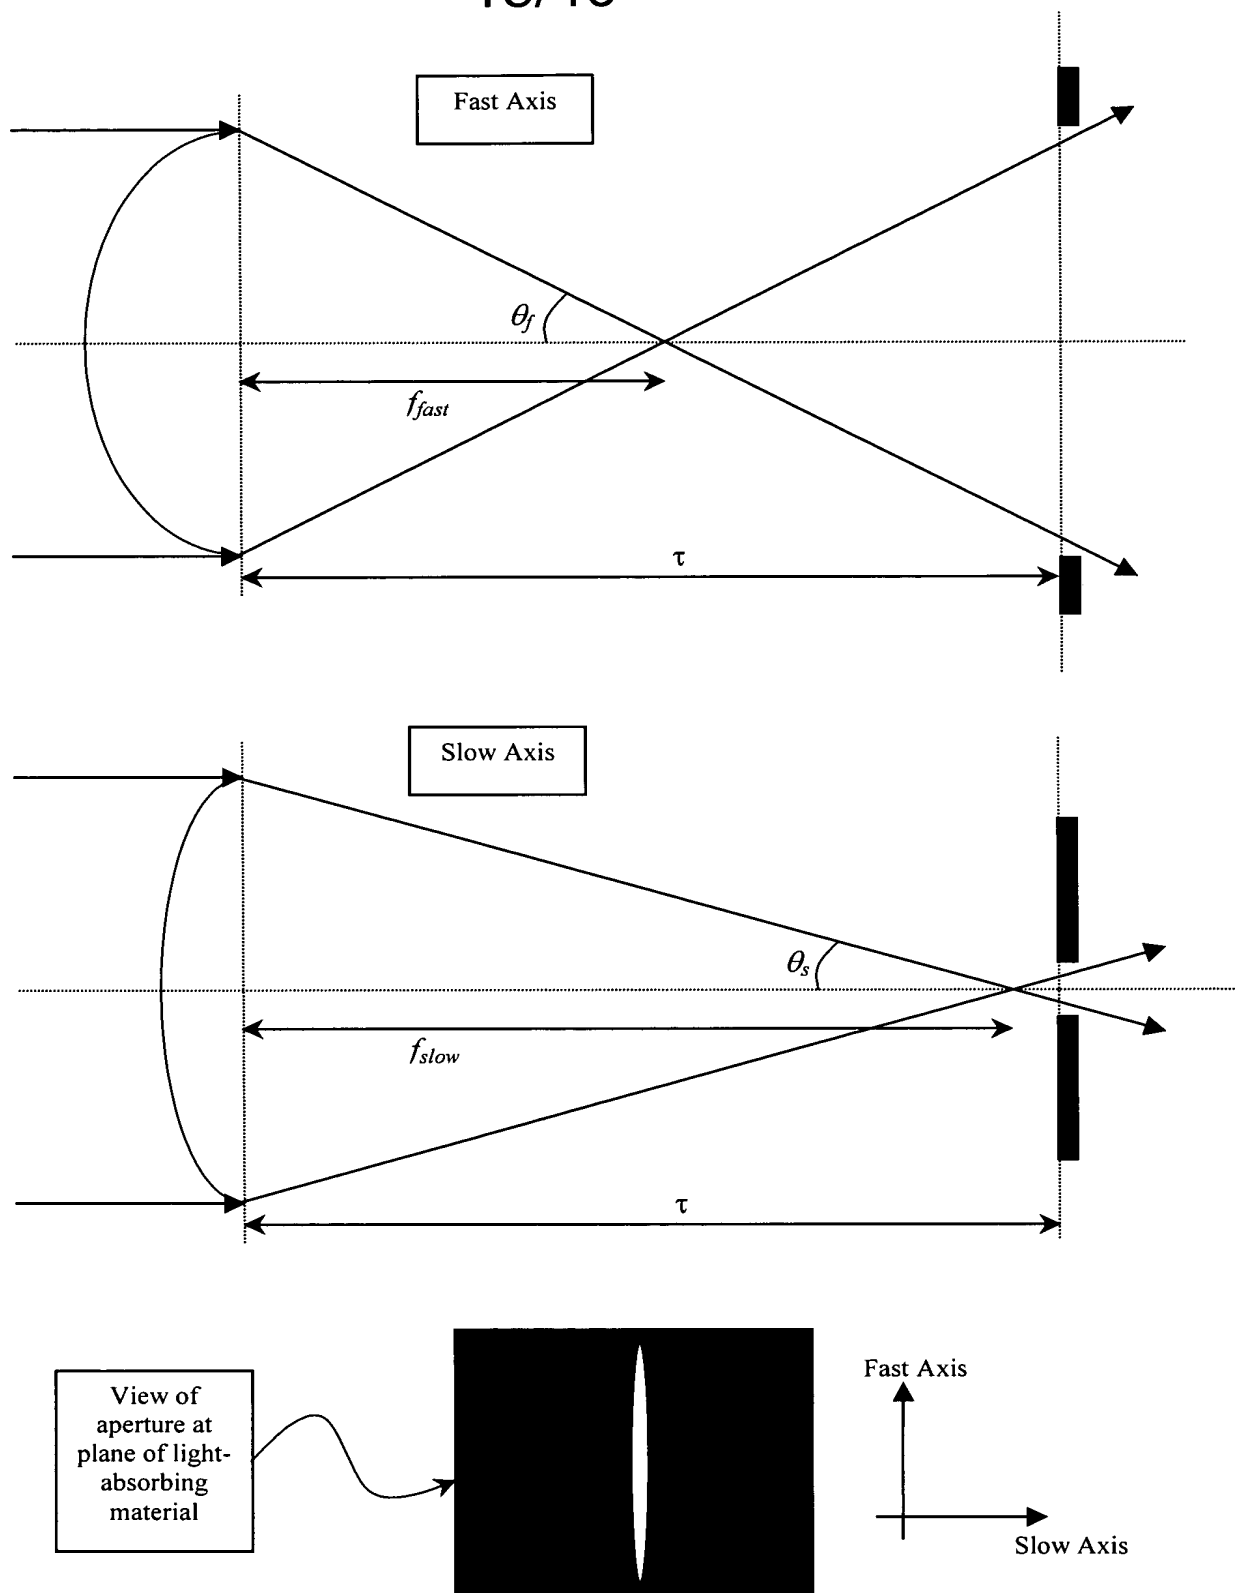 Fast Axis
θf
ffast
τ
Slow Axis
θs
fslow
τ
View of
aperture at
plane of light-
absorbing
material
Fast Axis
Slow Axis